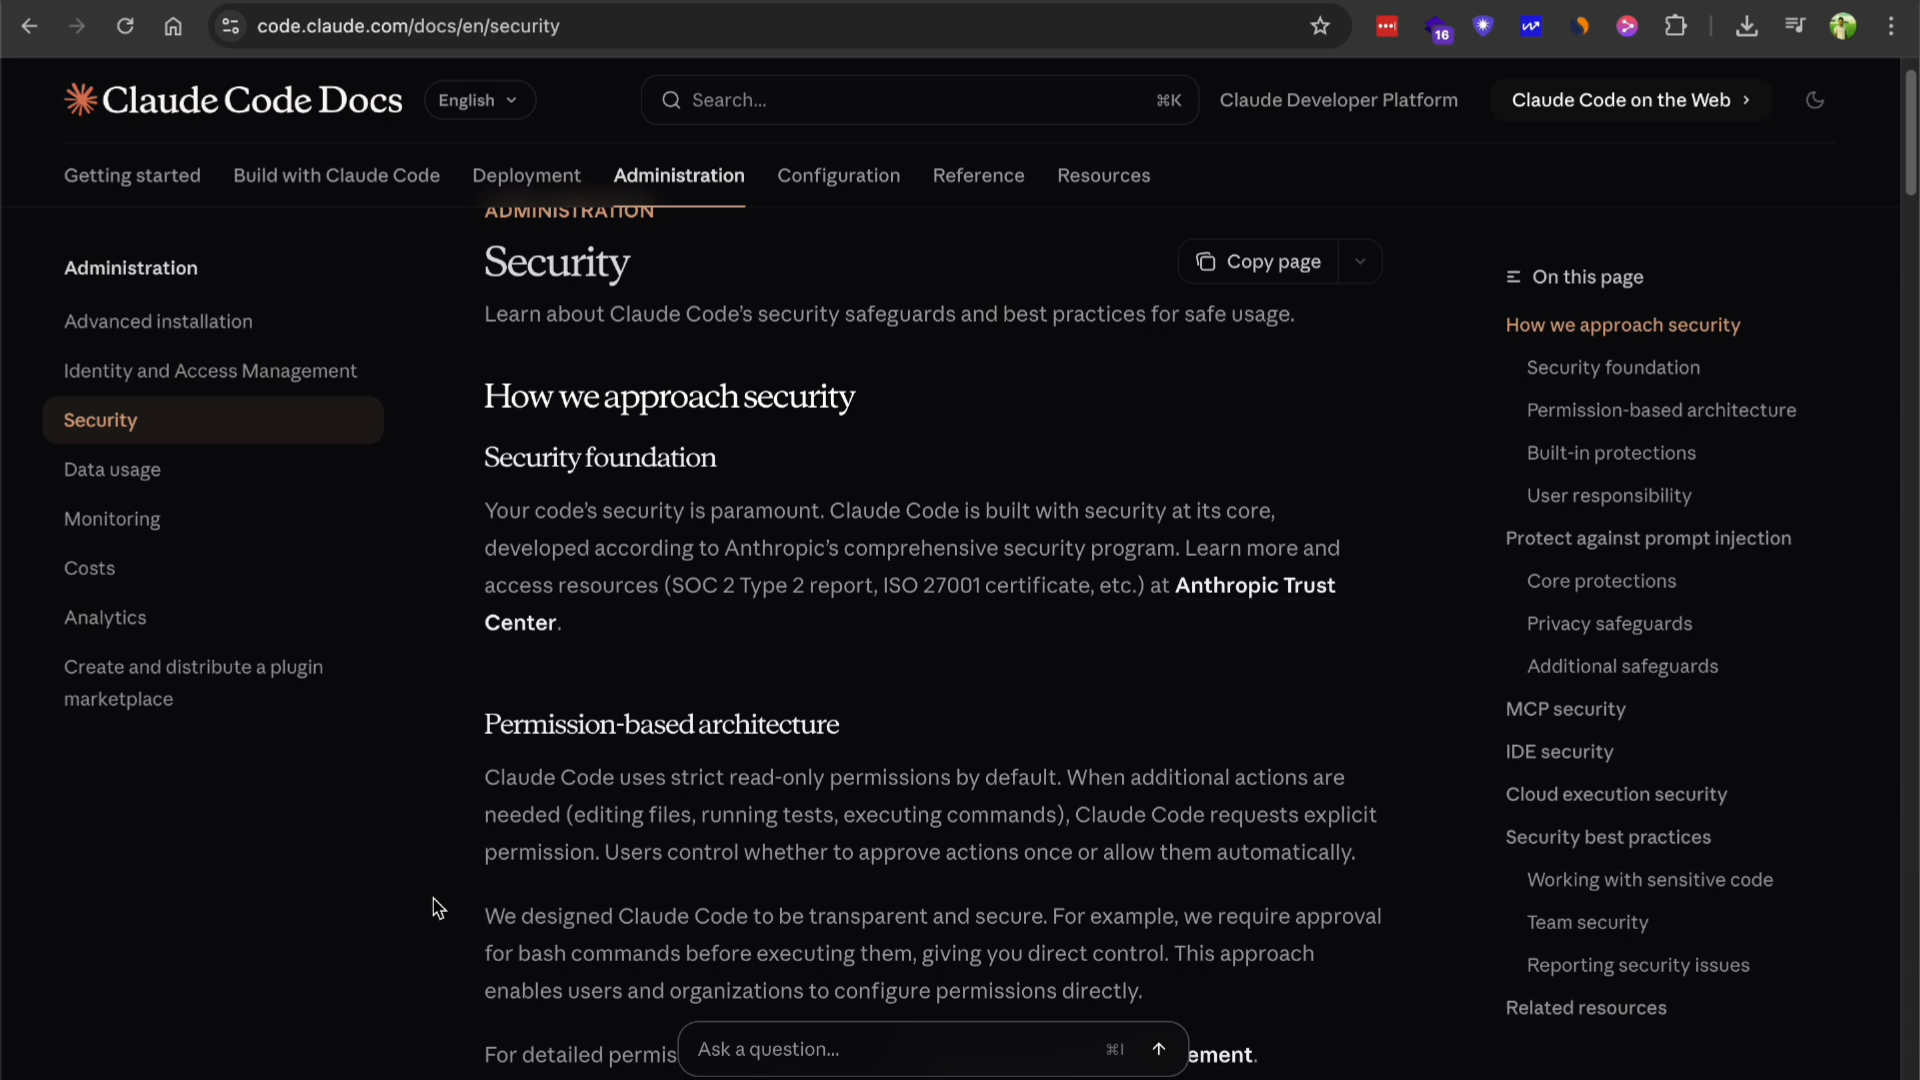 code.claude.com/docs/en/security
16
Claude Code Docs
English
Search...
⌘K
Claude Developer Platform
Claude Code on the Web
Getting started
Build with Claude Code
Deployment
Administration
Configuration
Reference
Resources
Administration
Advanced installation
Identity and Access Management
Security
Data usage
Monitoring
Costs
Analytics
Create and distribute a plugin
marketplace
ADMINISTRATION
Security
Copy page
Learn about Claude Code’s security safeguards and best practices for safe usage.
How we approach security
Security foundation
Your code’s security is paramount. Claude Code is built with security at its core,
developed according to Anthropic’s comprehensive security program. Learn more and
access resources (SOC 2 Type 2 report, ISO 27001 certificate, etc.) at Anthropic Trust
Center.
Permission-based architecture
Claude Code uses strict read-only permissions by default. When additional actions are
needed (editing files, running tests, executing commands), Claude Code requests explicit
permission. Users control whether to approve actions once or allow them automatically.
We designed Claude Code to be transparent and secure. For example, we require approval
for bash commands before executing them, giving you direct control. This approach
enables users and organizations to configure permissions directly.
For detailed permis
ement.
Ask a question...
⌘I
On this page
How we approach security
Security foundation
Permission-based architecture
Built-in protections
User responsibility
Protect against prompt injection
Core protections
Privacy safeguards
Additional safeguards
MCP security
IDE security
Cloud execution security
Security best practices
Working with sensitive code
Team security
Reporting security issues
Related resources